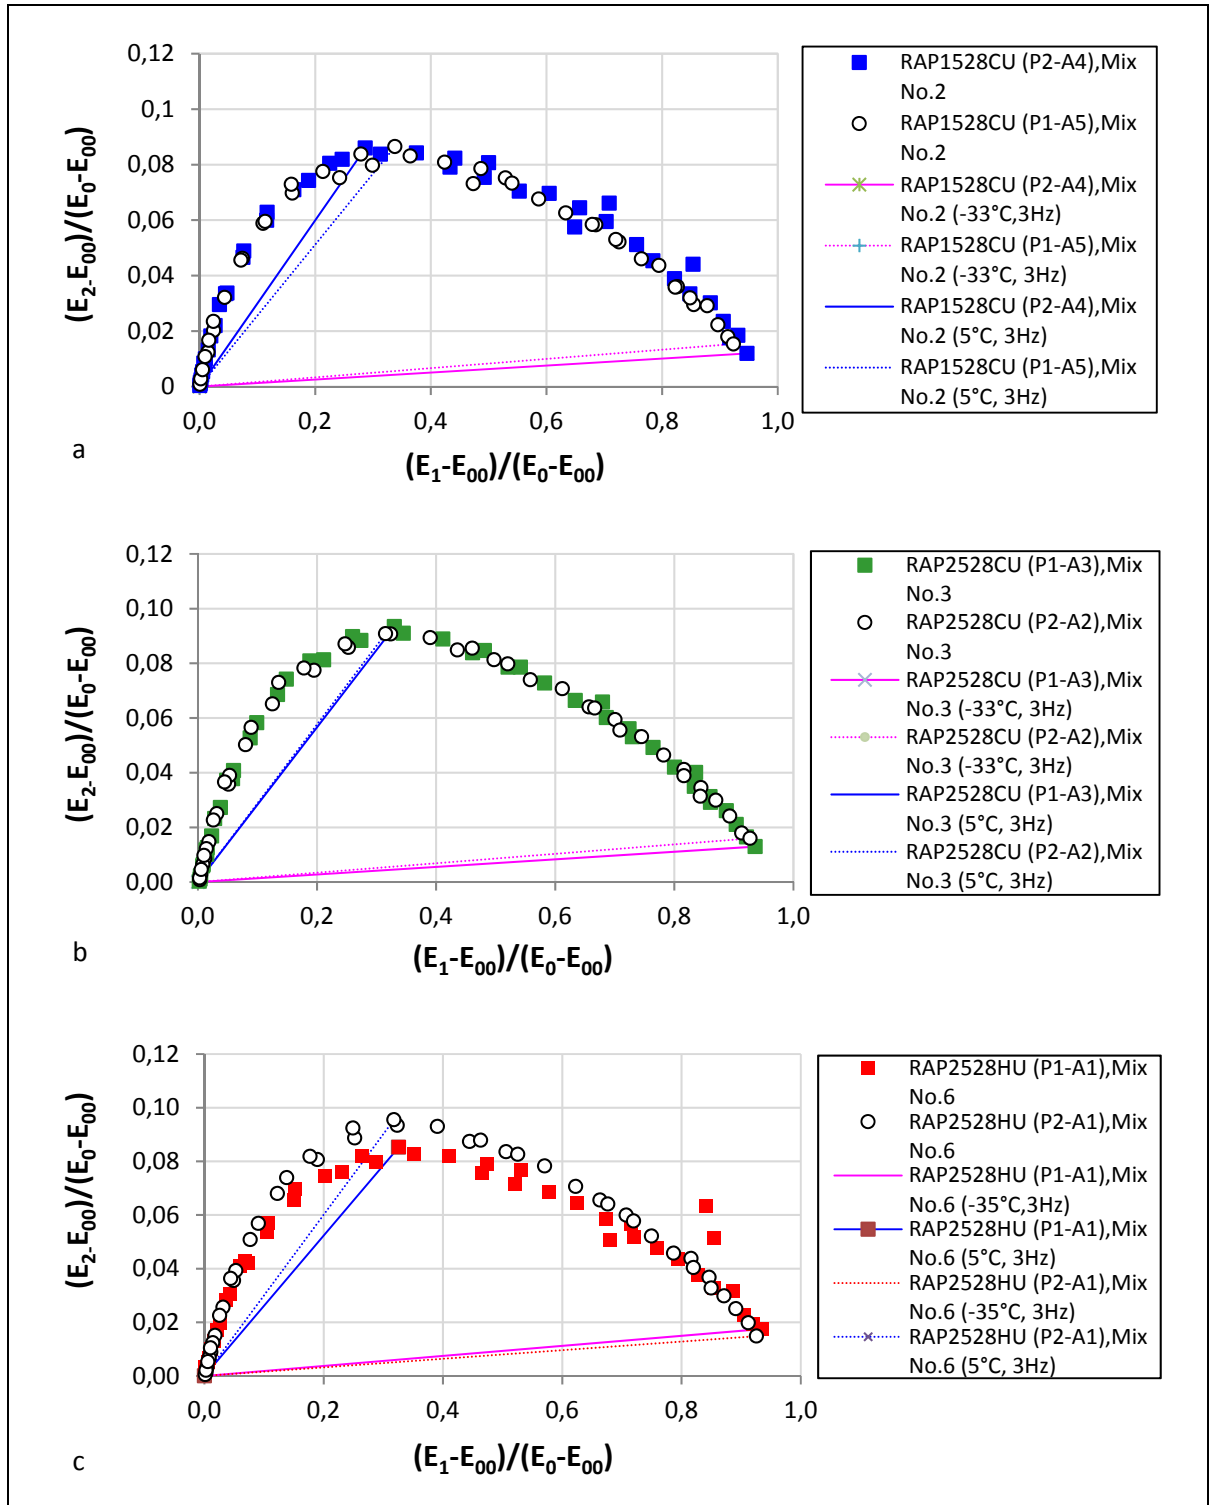 0,12
0,1
0,08
0,06
0,04
0,02
0
(E2-E00)/(E0-E00)
0,0 0,2 0,4 0,6 0,8 1,0
(E1-E00)/(E0-E00)
a
RAP1528CU (P2-A4),Mix
No.2
RAP1528CU (P1-A5),Mix
No.2
RAP1528CU (P2-A4),Mix
No.2 (-33°C,3Hz)
RAP1528CU (P1-A5),Mix
No.2 (-33°C, 3Hz)
RAP1528CU (P2-A4),Mix
No.2 (5°C, 3Hz)
RAP1528CU (P1-A5),Mix
No.2 (5°C, 3Hz)
0,12
0,10
0,08
0,06
0,04
0,02
0,00
(E2-E00)/(E0-E00)
0,0 0,2 0,4 0,6 0,8 1,0
(E1-E00)/(E0-E00)
b
RAP2528CU (P1-A3),Mix
No.3
RAP2528CU (P2-A2),Mix
No.3
RAP2528CU (P1-A3),Mix
No.3 (-33°C, 3Hz)
RAP2528CU (P2-A2),Mix
No.3 (-33°C, 3Hz)
RAP2528CU (P1-A3),Mix
No.3 (5°C, 3Hz)
RAP2528CU (P2-A2),Mix
No.3 (5°C, 3Hz)
0,12
0,10
0,08
0,06
0,04
0,02
0,00
(E2-E00)/(E0-E00)
0,0 0,2 0,4 0,6 0,8 1,0
(E1-E00)/(E0-E00)
c
RAP2528HU (P1-A1),Mix
No.6
RAP2528HU (P2-A1),Mix
No.6
RAP2528HU (P1-A1),Mix
No.6 (-35°C,3Hz)
RAP2528HU (P1-A1),Mix
No.6 (5°C, 3Hz)
RAP2528HU (P2-A1),Mix
No.6 (-35°C, 3Hz)
RAP2528HU (P2-A1),Mix
No.6 (5°C, 3Hz)